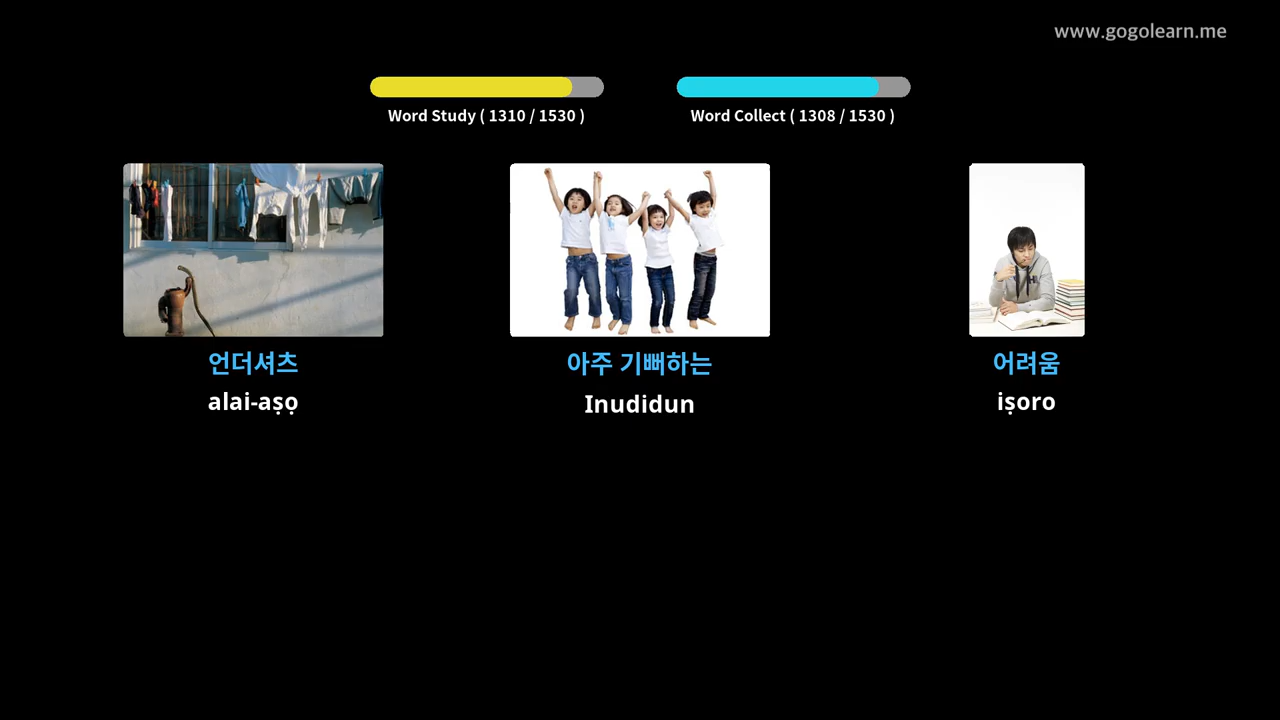 www.gogolearn.me
Word Study ( 1310 / 1530 )
Word Collect ( 1308 / 1530 )
언더셔츠
alai-aṣọ
아주 기뻐하는
Inudidun
어려움
iṣoro